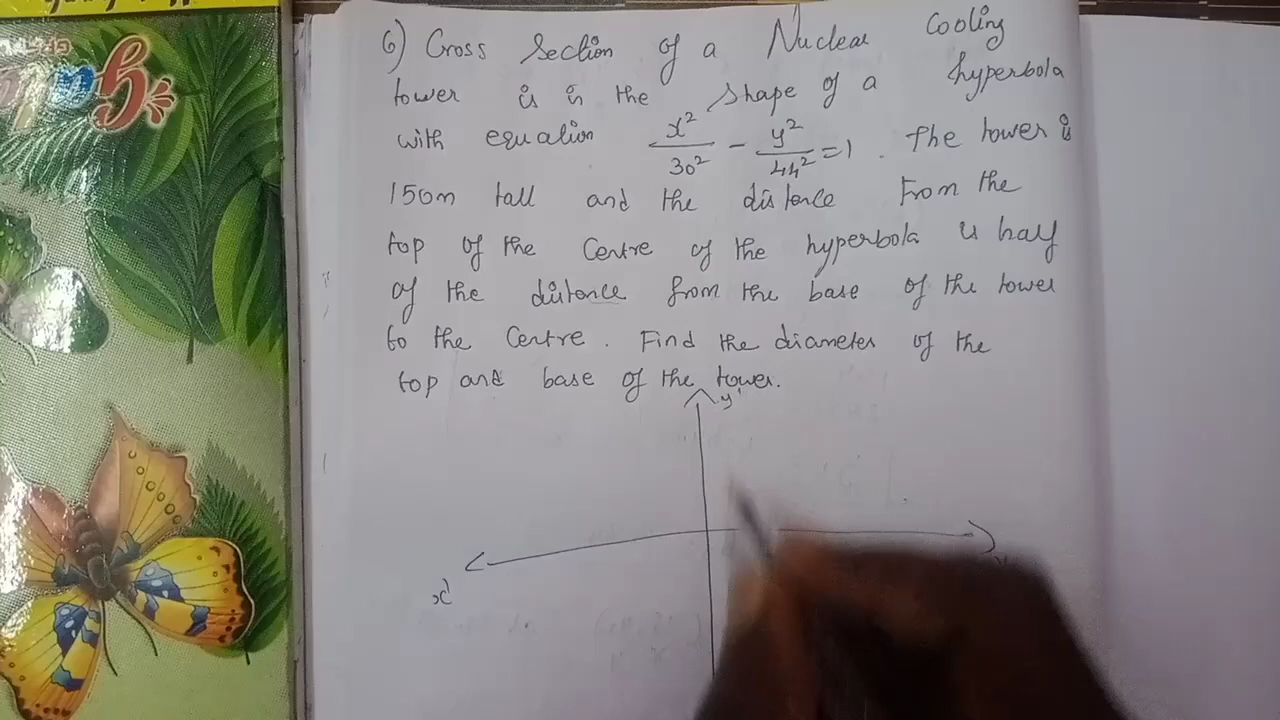 6) Cross Section of a Nuclear Cooling
tower is in the shape of a hyperbola
with equation x²/30² - y²/44² = 1. The tower is
150m tall and the distance from the
top of the Centre of the hyperbola is half
of the distance from the base of the tower
to the Centre. Find the diameter of the
top and base of the tower.
y
x'